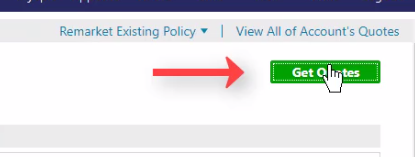 Remarket Existing Policy ▼ | View All of Account's Quotes
Get Quotes